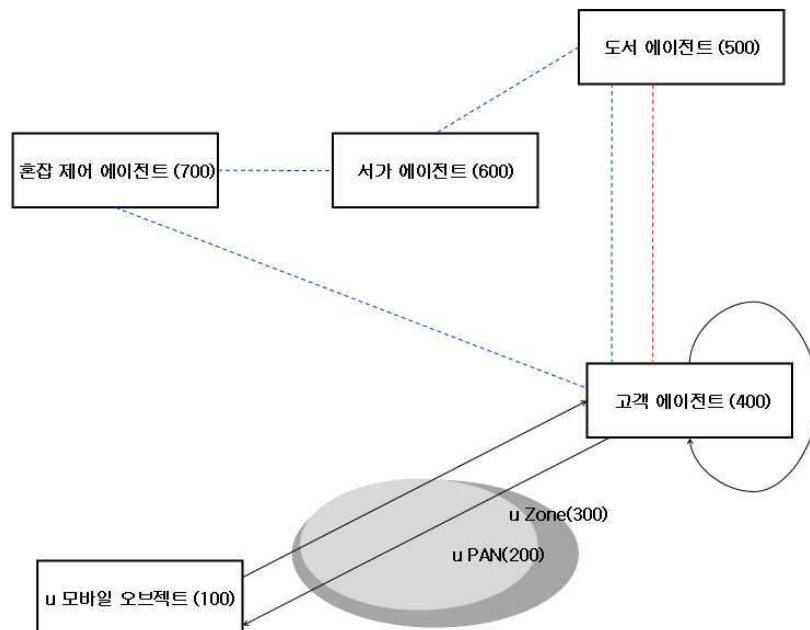 도서 에이전트 (500)
혼잡 제어 에이전트 (700)
서가 에이전트 (600)
고객 에이전트 (400)
u Zone(300)
u PAN(200)
u 모바일 오브젝트 (100)